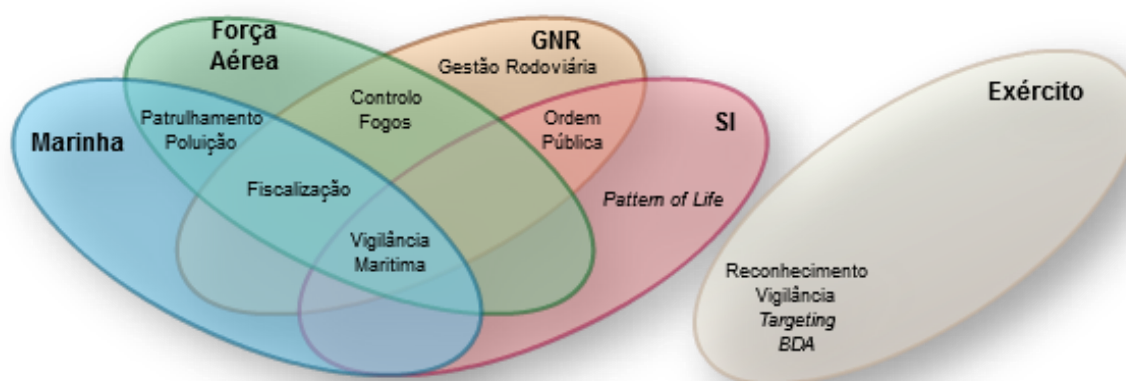 Força
Aérea
GNR
Gestão Rodoviária
Exército
Controlo
Fogos
Marinha
Patrulhamento
Poluição
Ordem
Pública
SI
Fiscalização
Pattern of Life
Vigilância
Maritima
Reconhecimento
Vigilância
Targeting
BDA